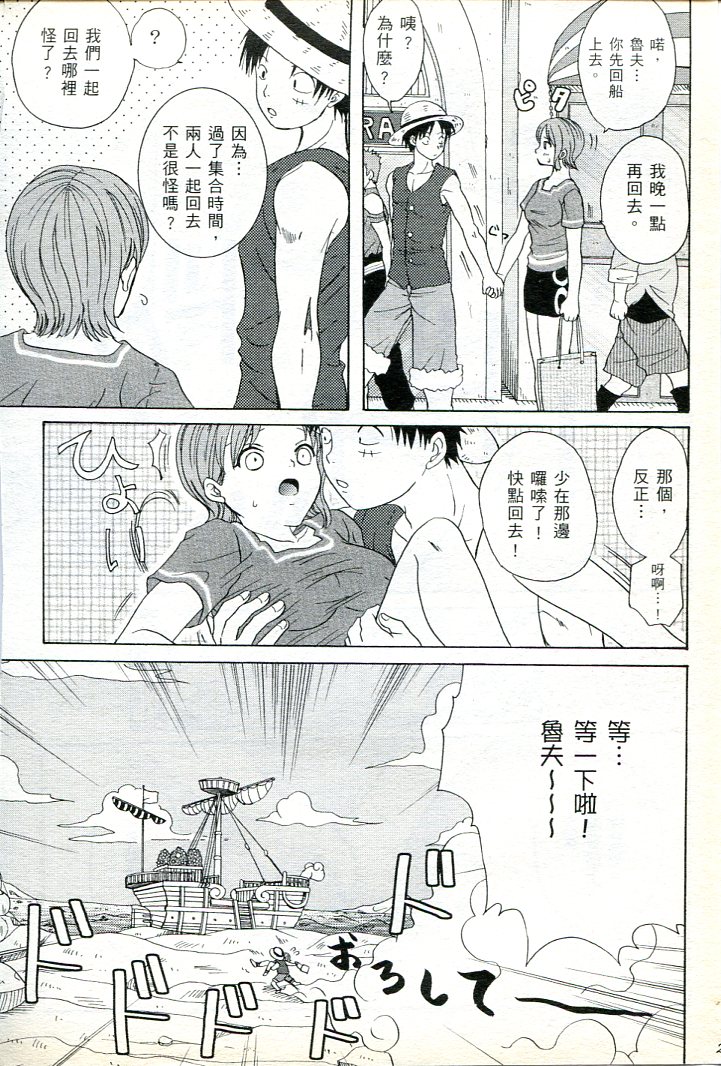 喏，
魯夫…
你先回船
上去。
ピタ
我晚一點
再回去。
咦？
為什麼？
ぐっ
RA
因為…
過了集合時間，
兩人一起回去
不是很怪嗎？
？
我們一起
回去哪裡
怪了？
那個，
反正…
呀啊…！
少在那邊
囉嗦了！
快點回去！
ひょい
等…
等一下啦！
魯夫～～～
ド
おろして
ドドドドド
2